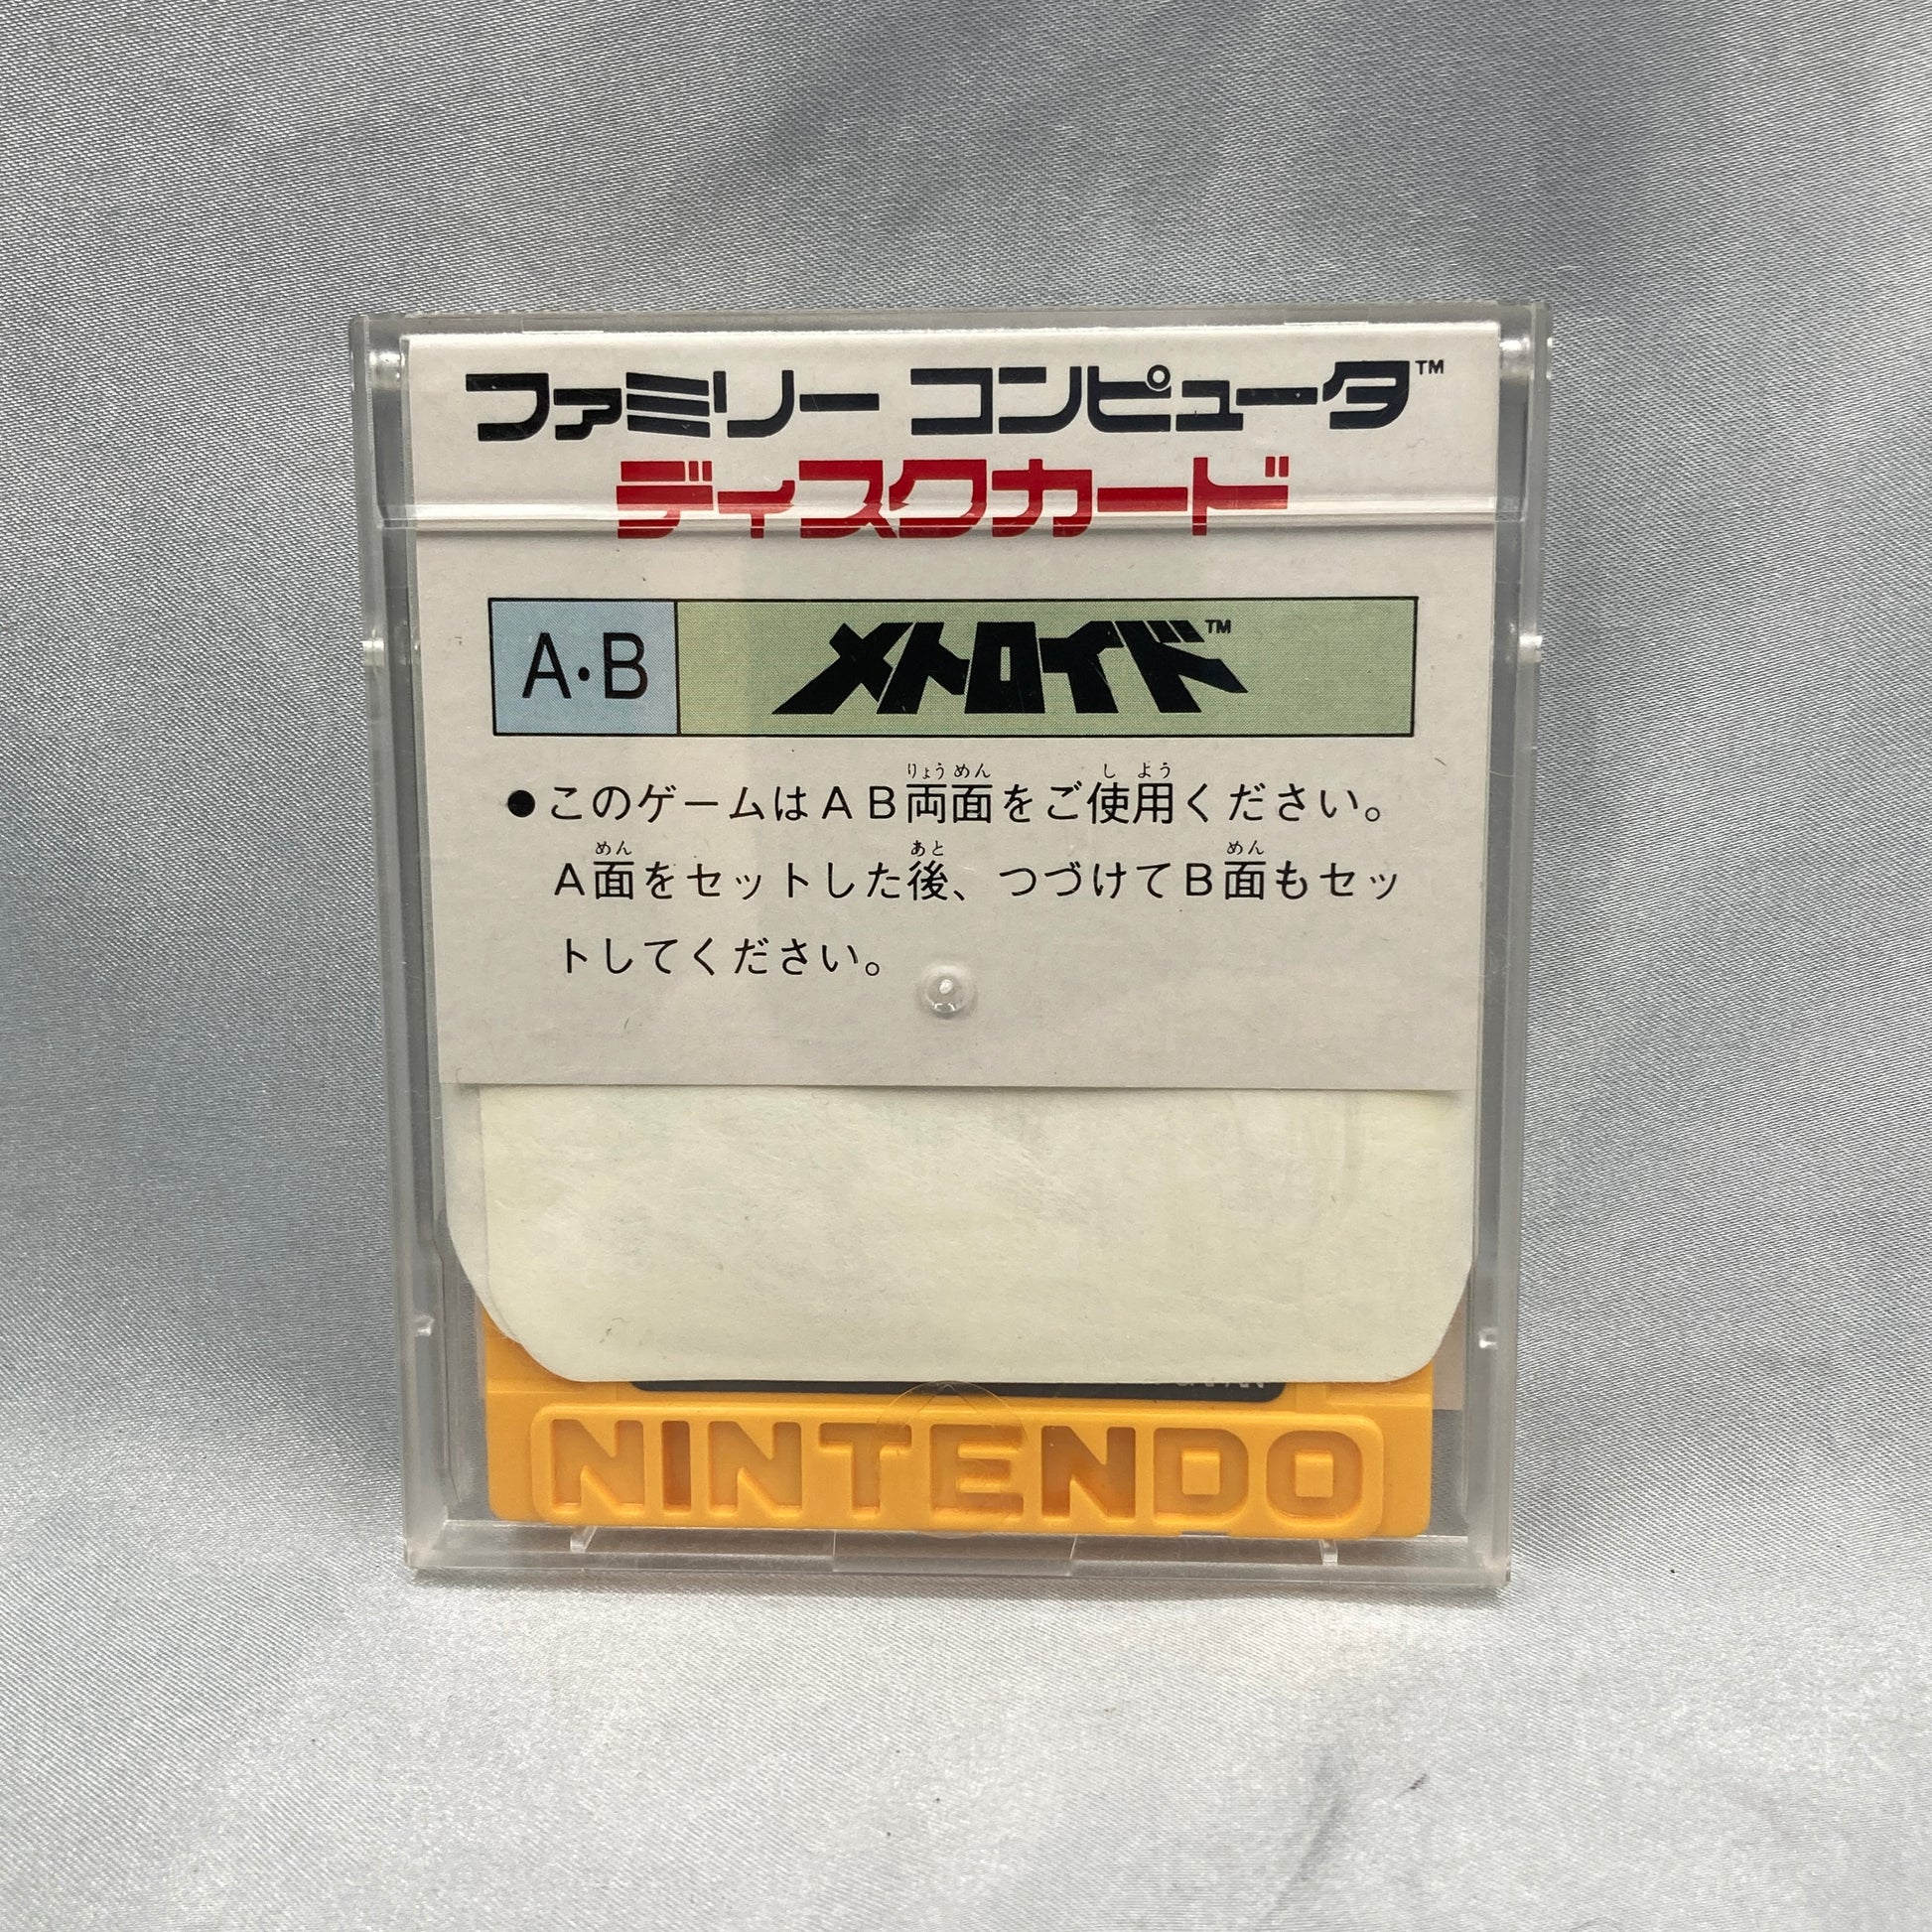 ファミリー コンピュータ™
ディスクカード
A・B
メトロイド™
りょうめん しよう
●このゲームはＡＢ両面をご使用ください。
めん あと めん
Ａ面をセットした後、つづけてＢ面もセッ
トしてください。
NINTENDO